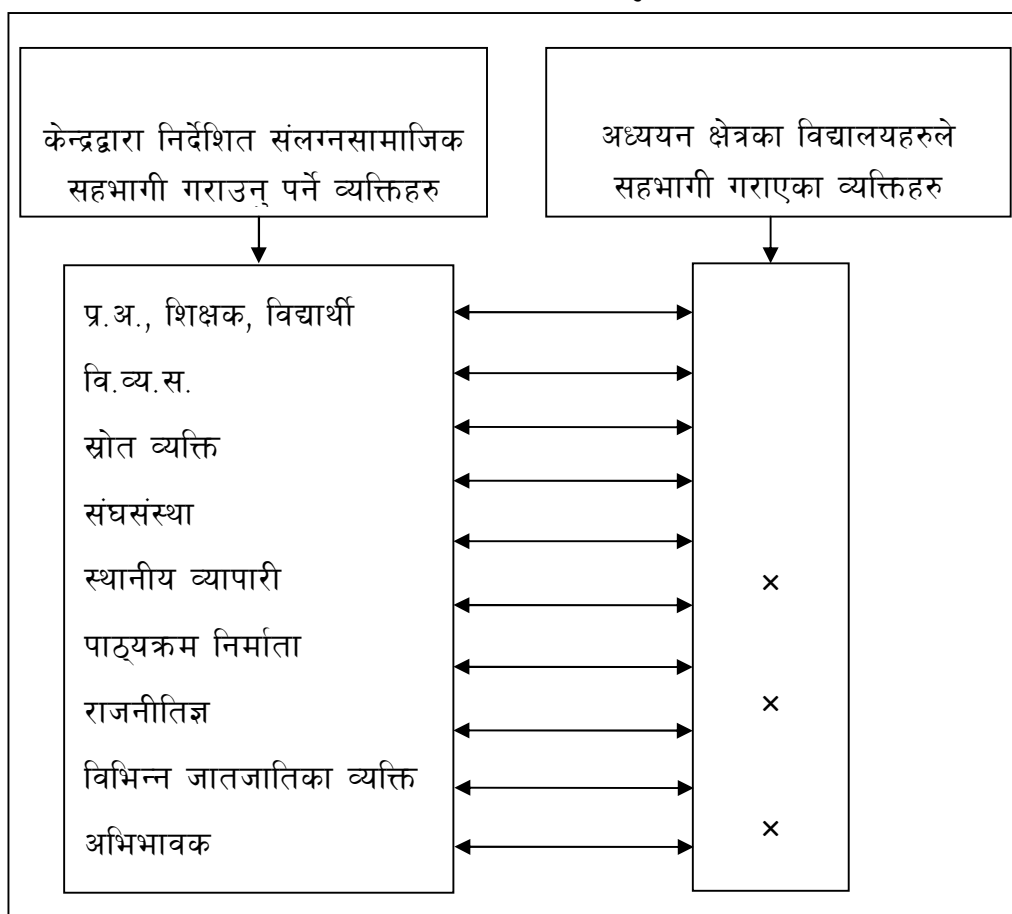 केन्द्रद्वारा निर्देशित संलग्नसामाजिक
सहभागी गराउनु पर्ने व्यक्तिहरु
अध्ययन क्षेत्रका विद्यालयहरुले
सहभागी गराएका व्यक्तिहरु
प्र.अ., शिक्षक, विद्यार्थी
वि.व्य.स.
स्रोत व्यक्ति
संघसंस्था
स्थानीय व्यापारी
×
पाठ्यक्रम निर्माता
राजनीतिज्ञ
×
विभिन्न जातजातिका व्यक्ति
अभिभावक
×